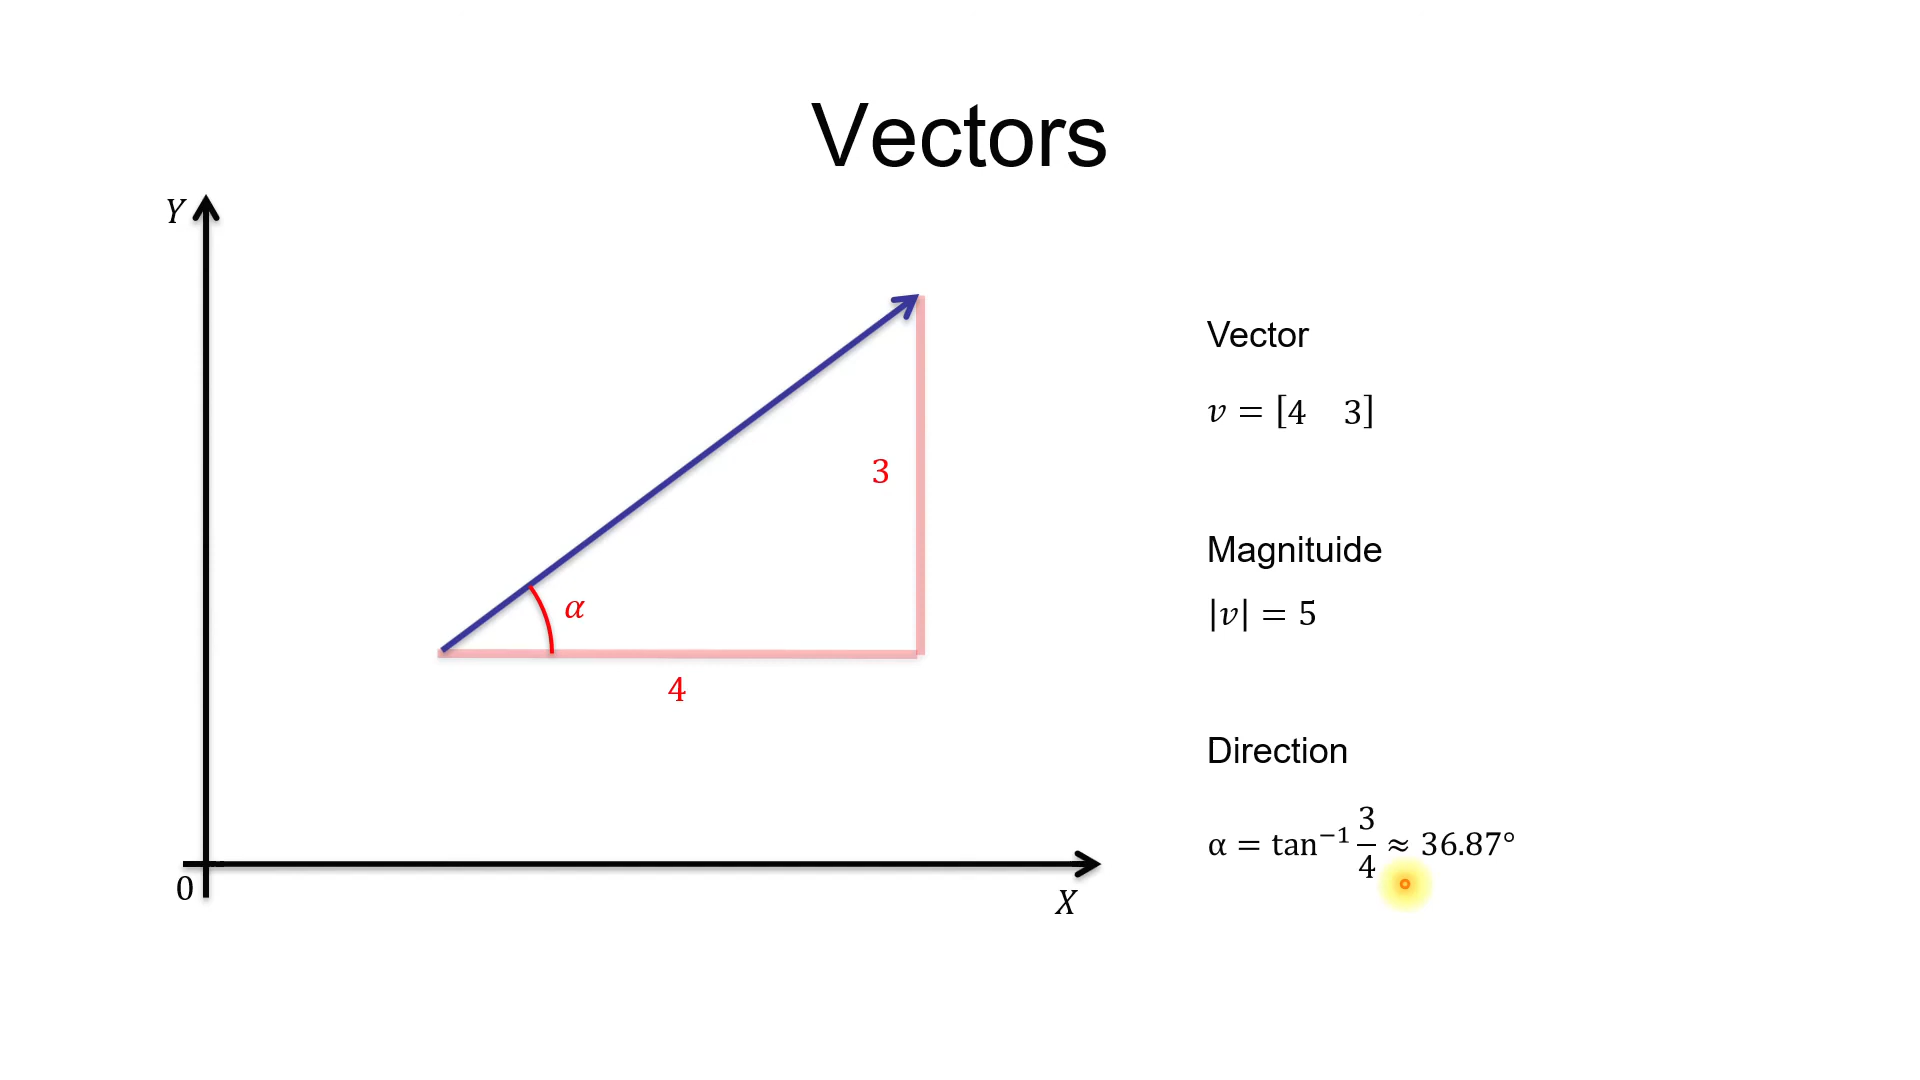 Vectors
Y
3
α
4
0
X
Vector
v = [4 3]
Magnituide
|v| = 5
Direction
α = tan⁻¹ 3/4 ≈ 36.87°